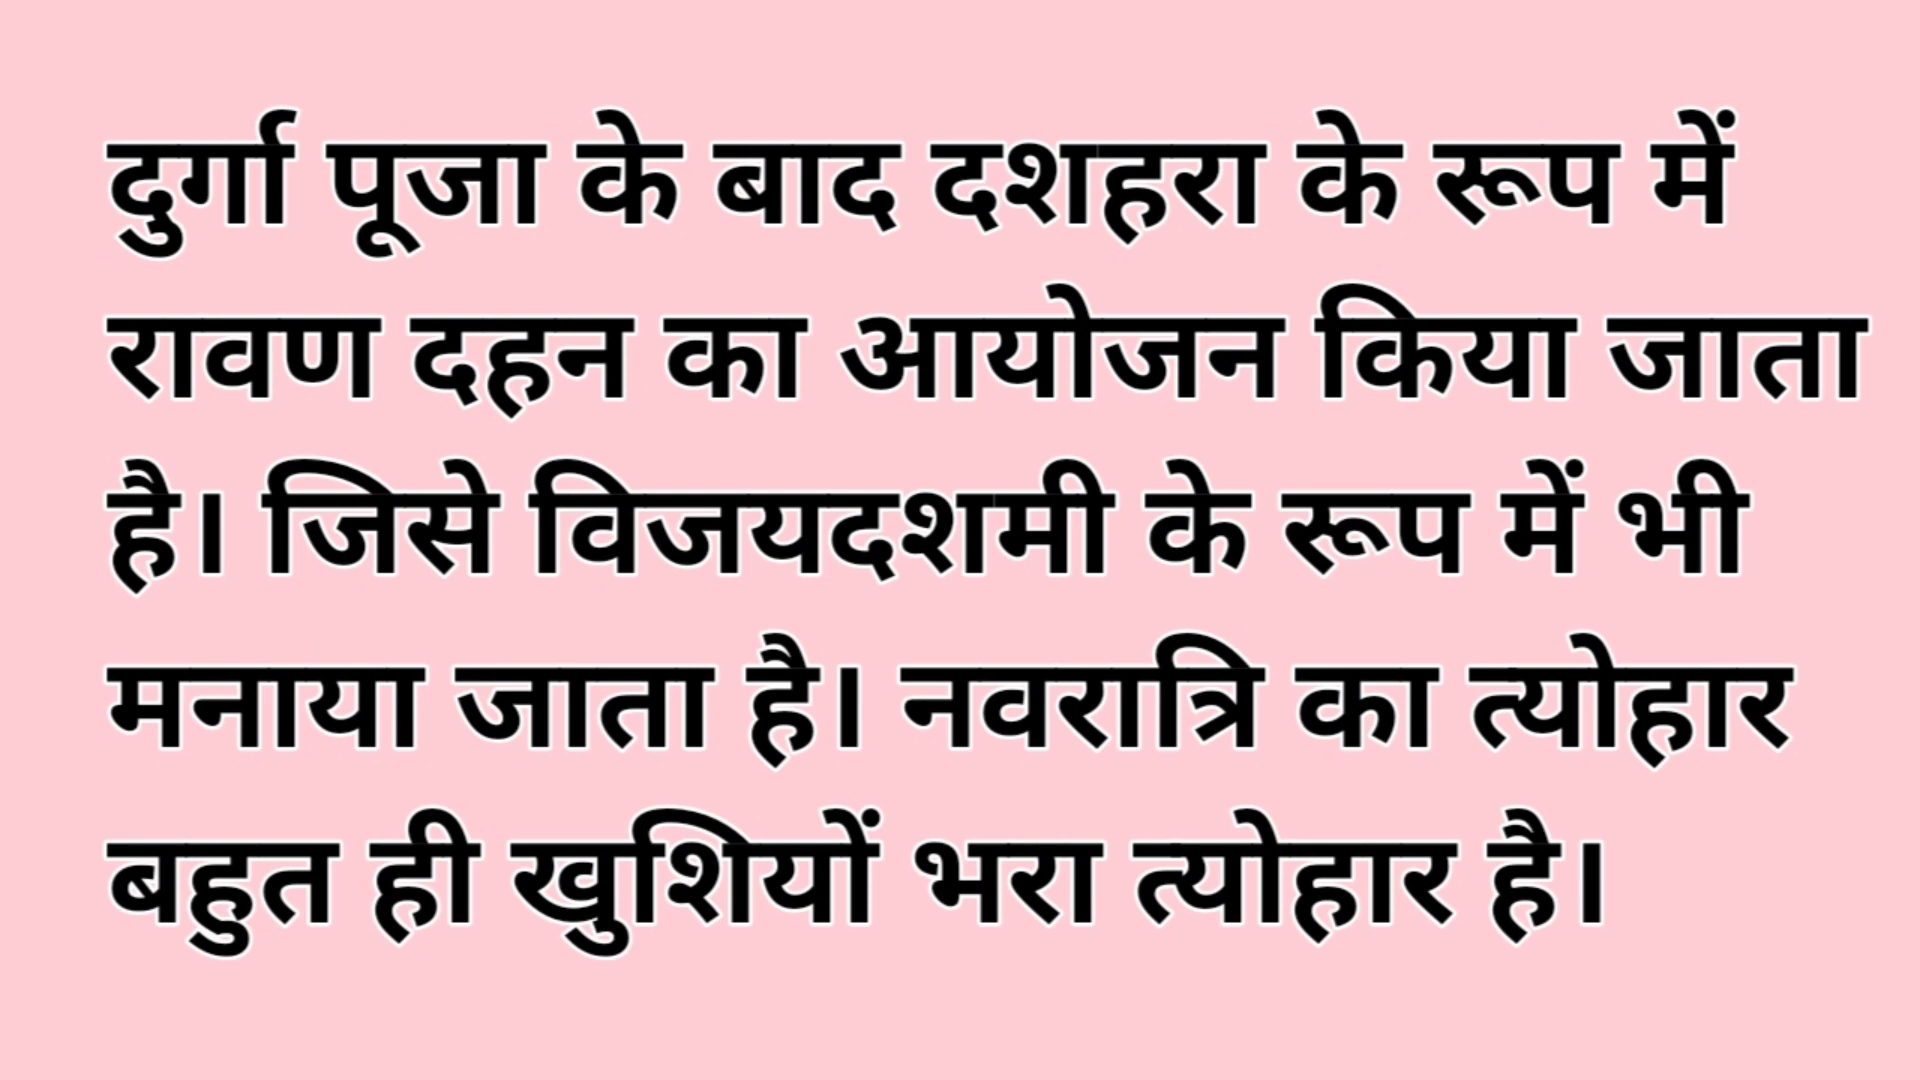 दुर्गा पूजा के बाद दशहरा के रूप में
रावण दहन का आयोजन किया जाता
है। जिसे विजयदशमी के रूप में भी
मनाया जाता है। नवरात्रि का त्योहार
बहुत ही खुशियों भरा त्योहार है।